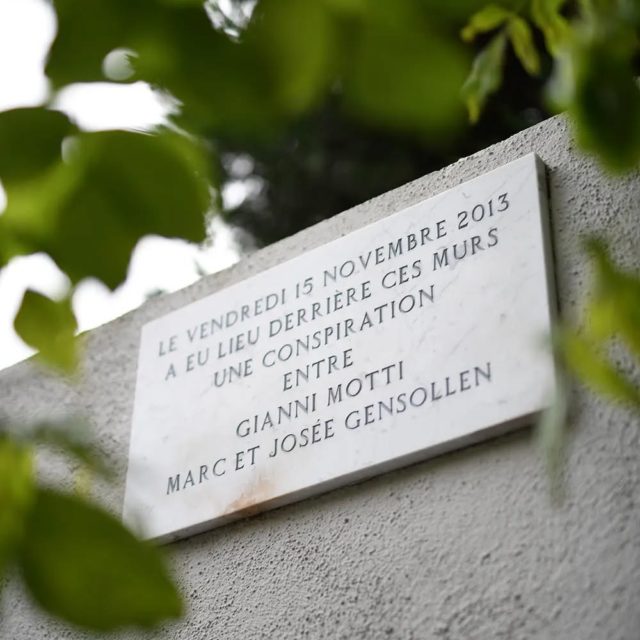 LE VENDREDI 15 NOVEMBRE 2013
A EU LIEU DERRIÈRE CES MURS
UNE CONSPIRATION
ENTRE
GIANNI MOTTI
MARC ET JOSÉE GENSOLLEN